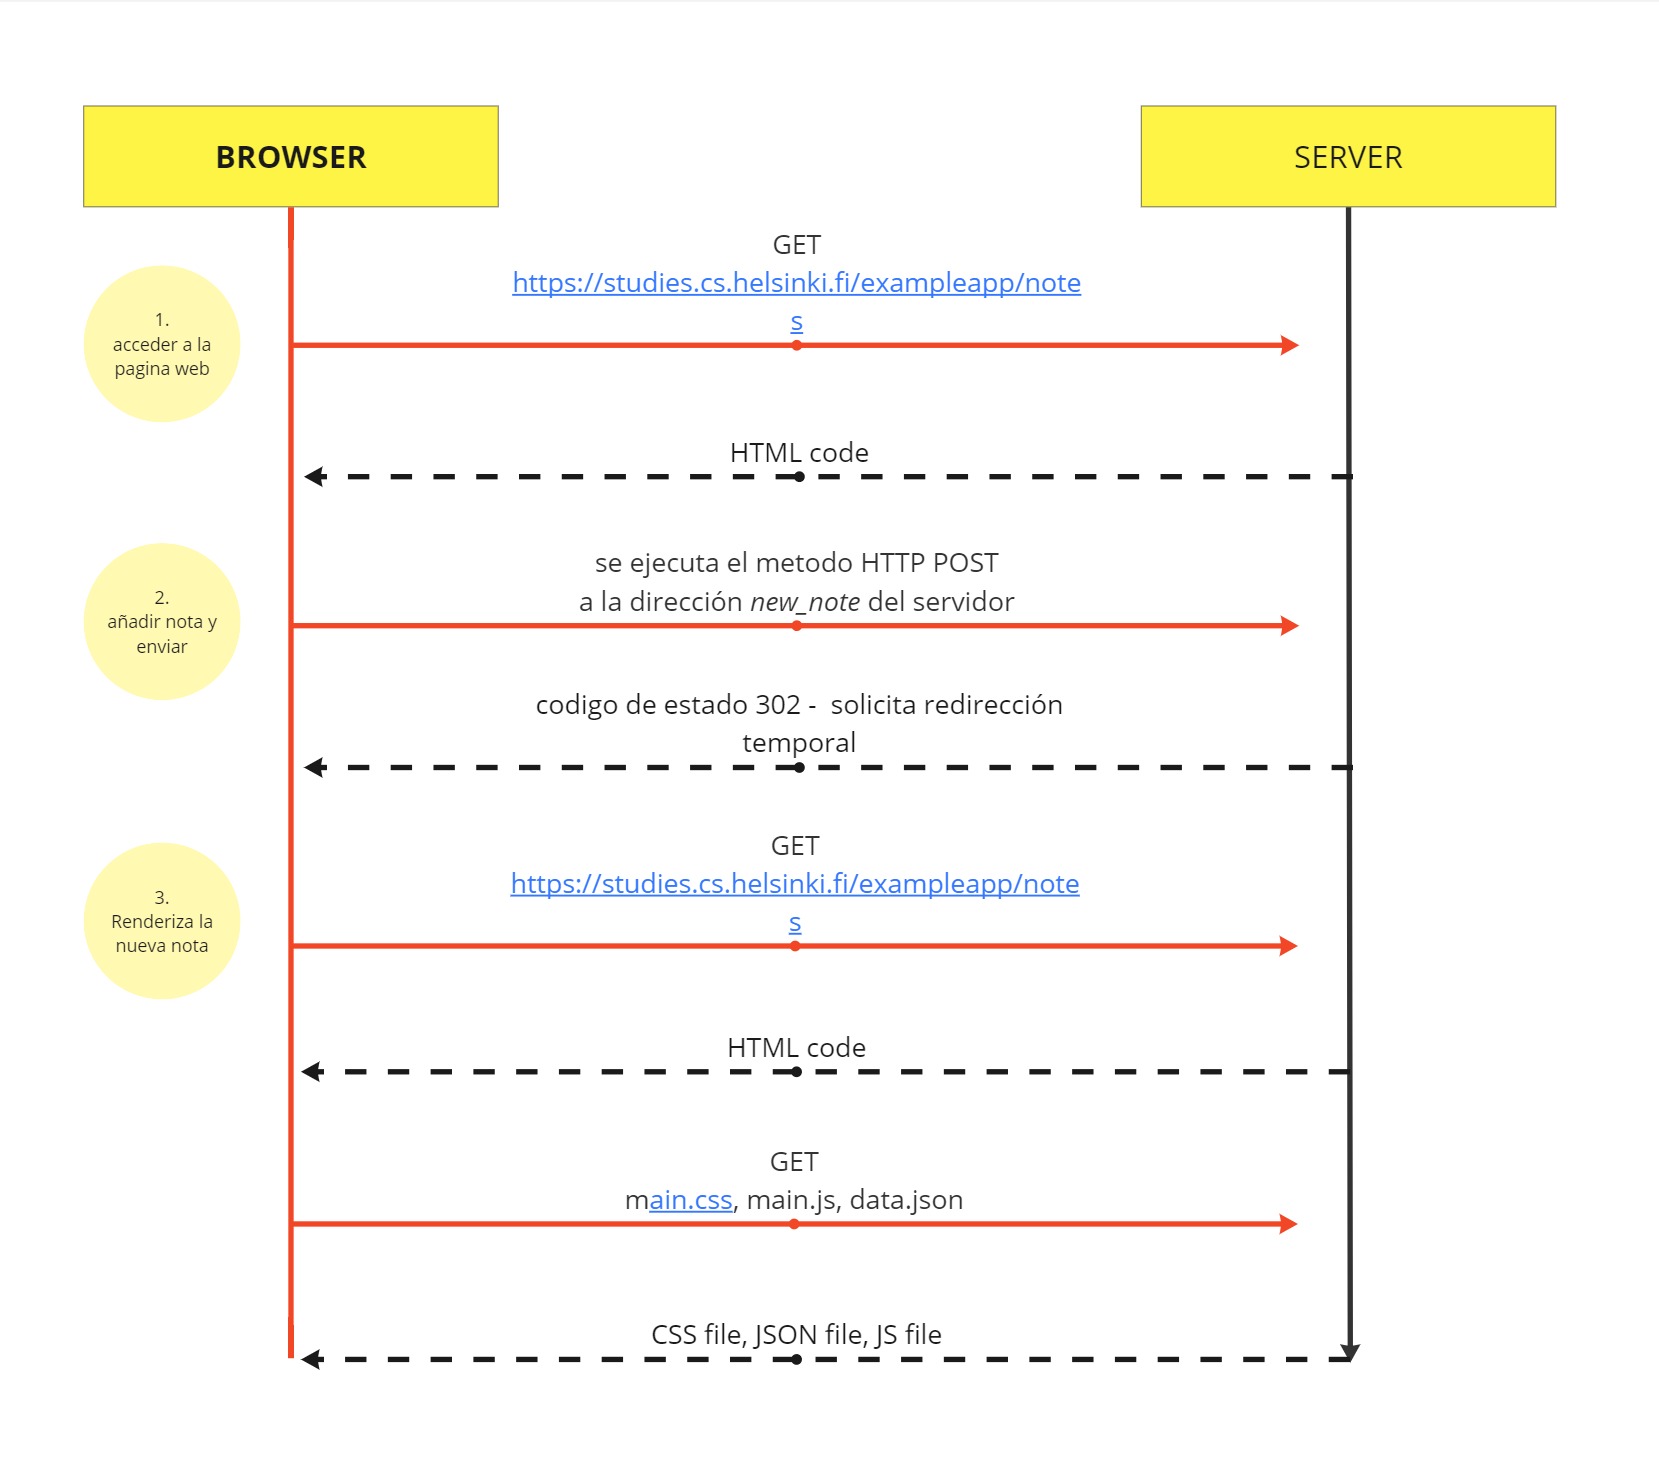 BROWSER
SERVER
GET
https://studies.cs.helsinki.fi/exampleapp/note
s
1.
acceder a la
pagina web
HTML code
se ejecuta el metodo HTTP POST
a la dirección new_note del servidor
2.
añadir nota y
enviar
codigo de estado 302 -  solicita redirección
temporal
GET
https://studies.cs.helsinki.fi/exampleapp/note
s
3.
Renderiza la
nueva nota
HTML code
GET
main.css, main.js, data.json
CSS file, JSON file, JS file